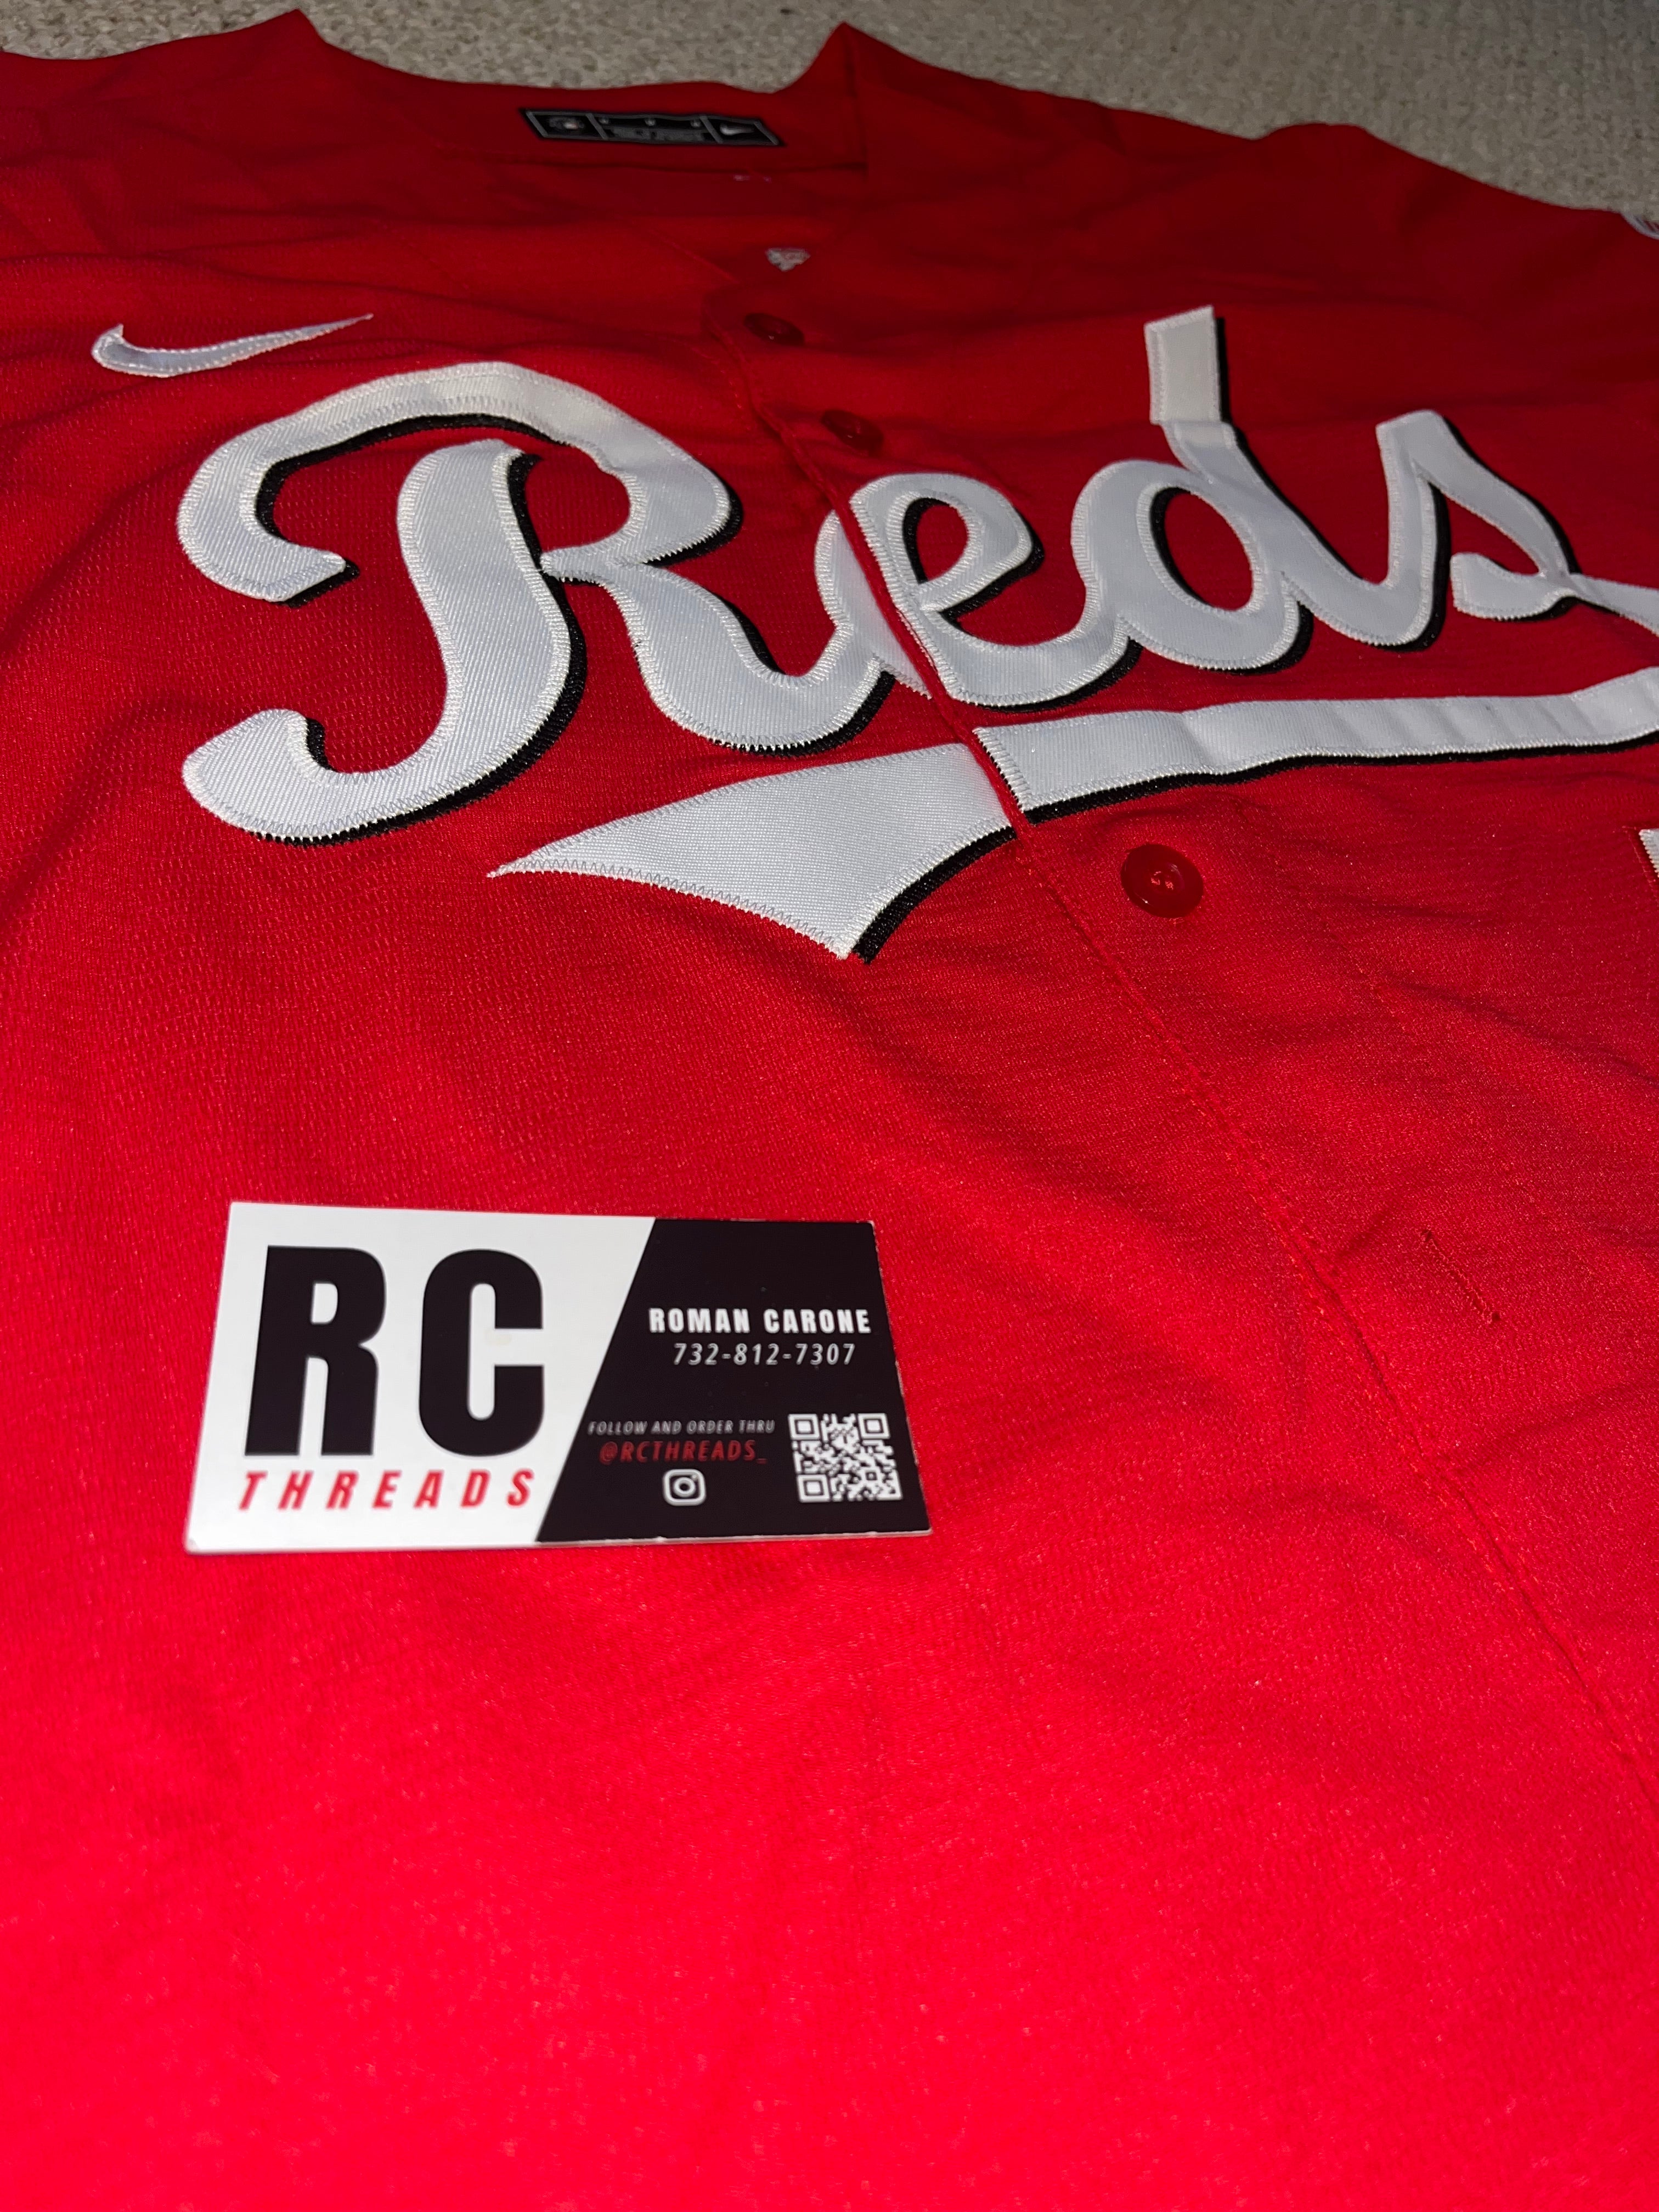 Reds
RC
THREADS
ROMAN CARONE
732-812-7307
FOLLOW AND ORDER THRU
@RCTHREADS_